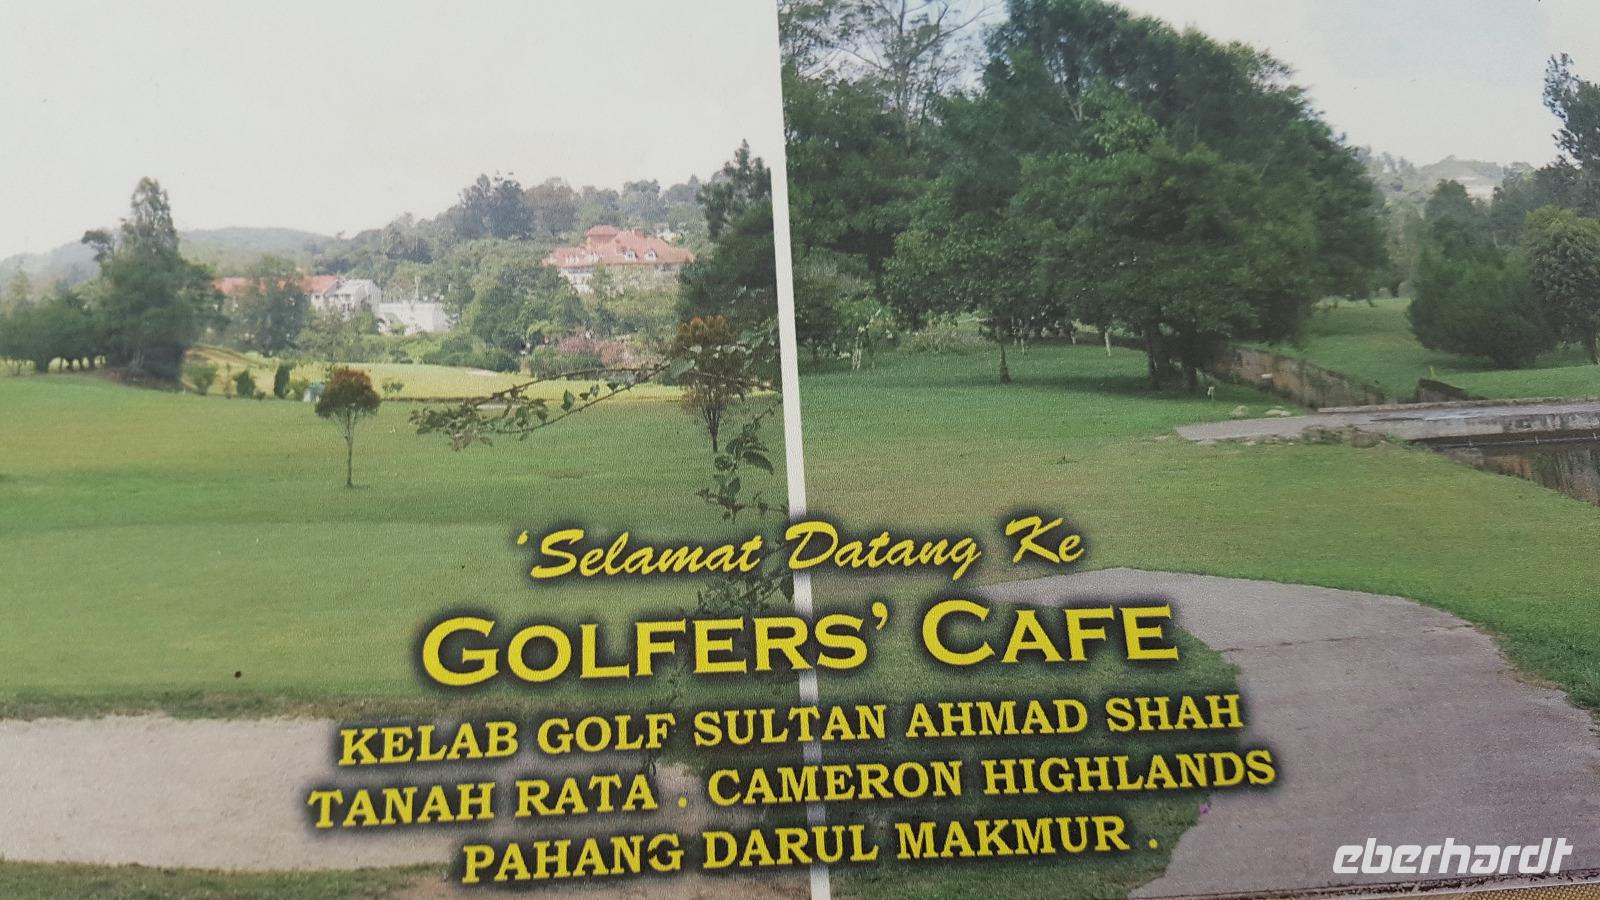 ‘Selamat Datang Ke
GOLFERS’ CAFE
KELAB GOLF SULTAN AHMAD SHAH
TANAH RATA . CAMERON HIGHLANDS
PAHANG DARUL MAKMUR .
eberhardt